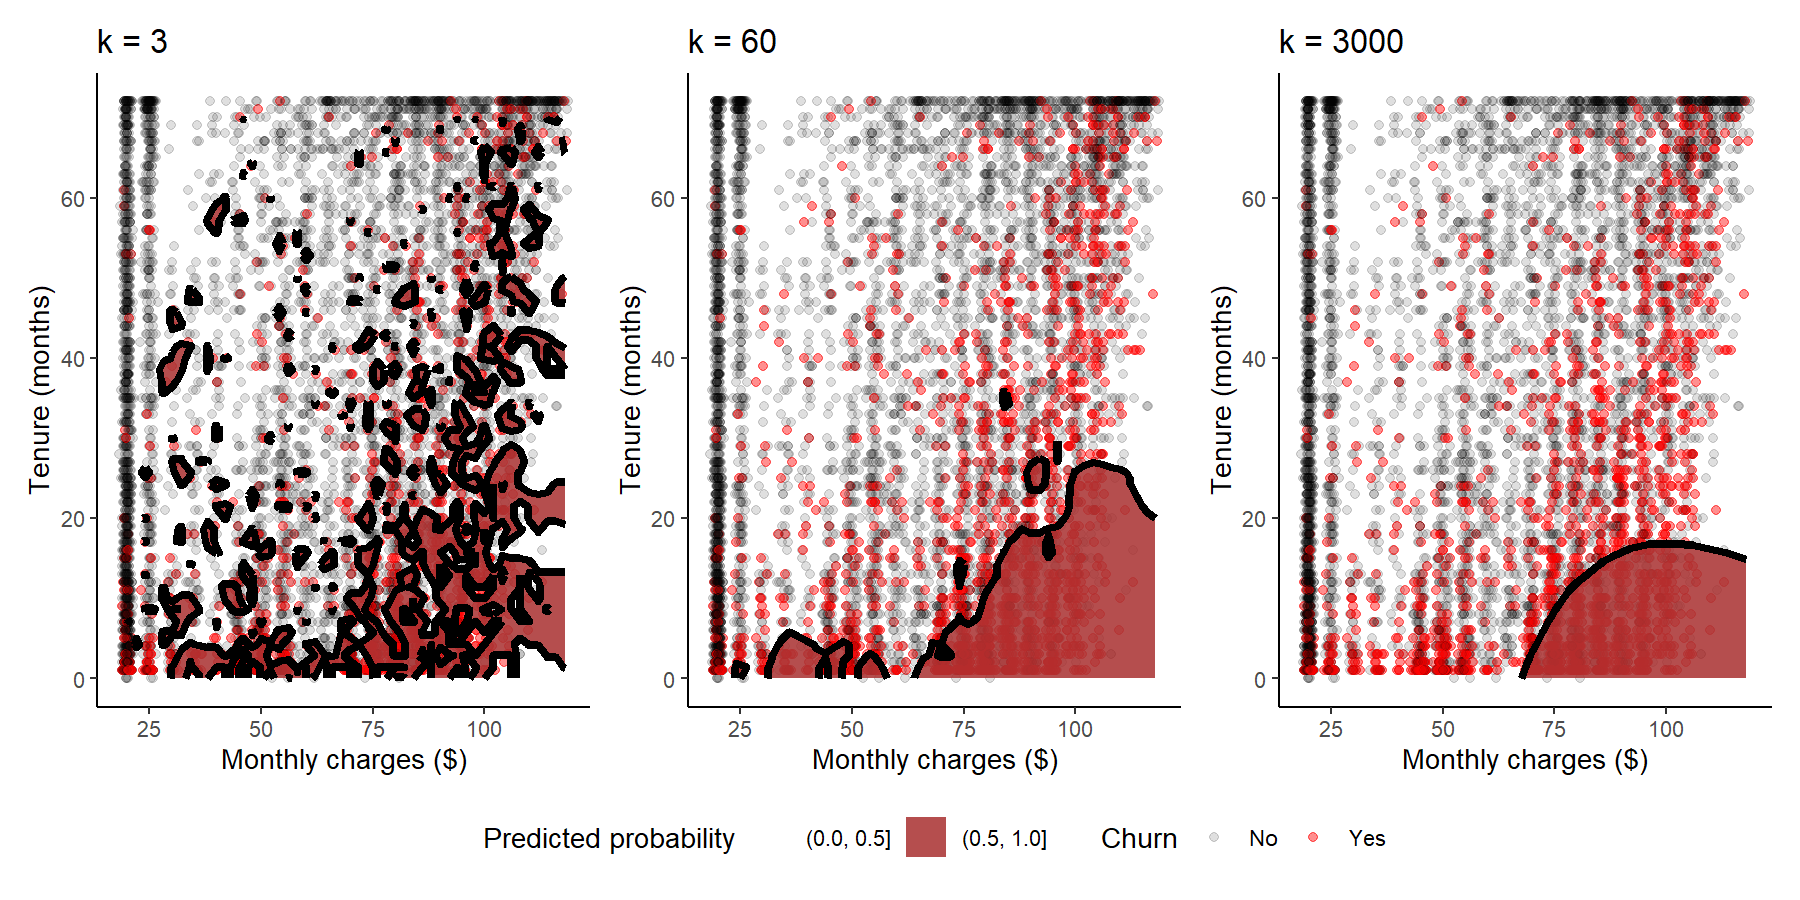 k = 3
k = 60
k = 3000
Tenure (months)
60
40
20
0
25 50 75 100
Monthly charges ($)
Tenure (months)
60
40
20
0
25 50 75 100
Monthly charges ($)
Tenure (months)
60
40
20
0
25 50 75 100
Monthly charges ($)
Predicted probability (0.0, 0.5] (0.5, 1.0] Churn No Yes